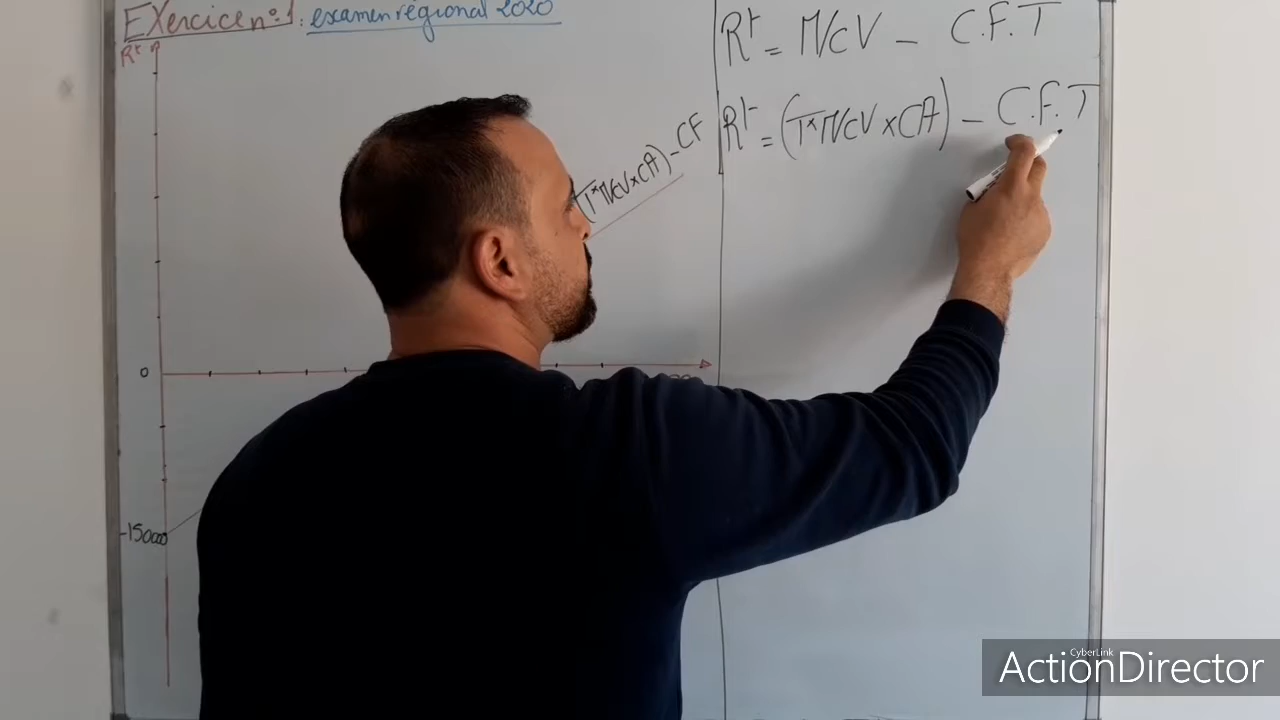 EXercice n°1 : examen régional 2020
Rt
(T*M/CV×CA)-CF
0
-15000
Rt = M/CV - C.F.T
Rt = (T*M/CV × CA) - C.F.T
CyberLink
ActionDirector